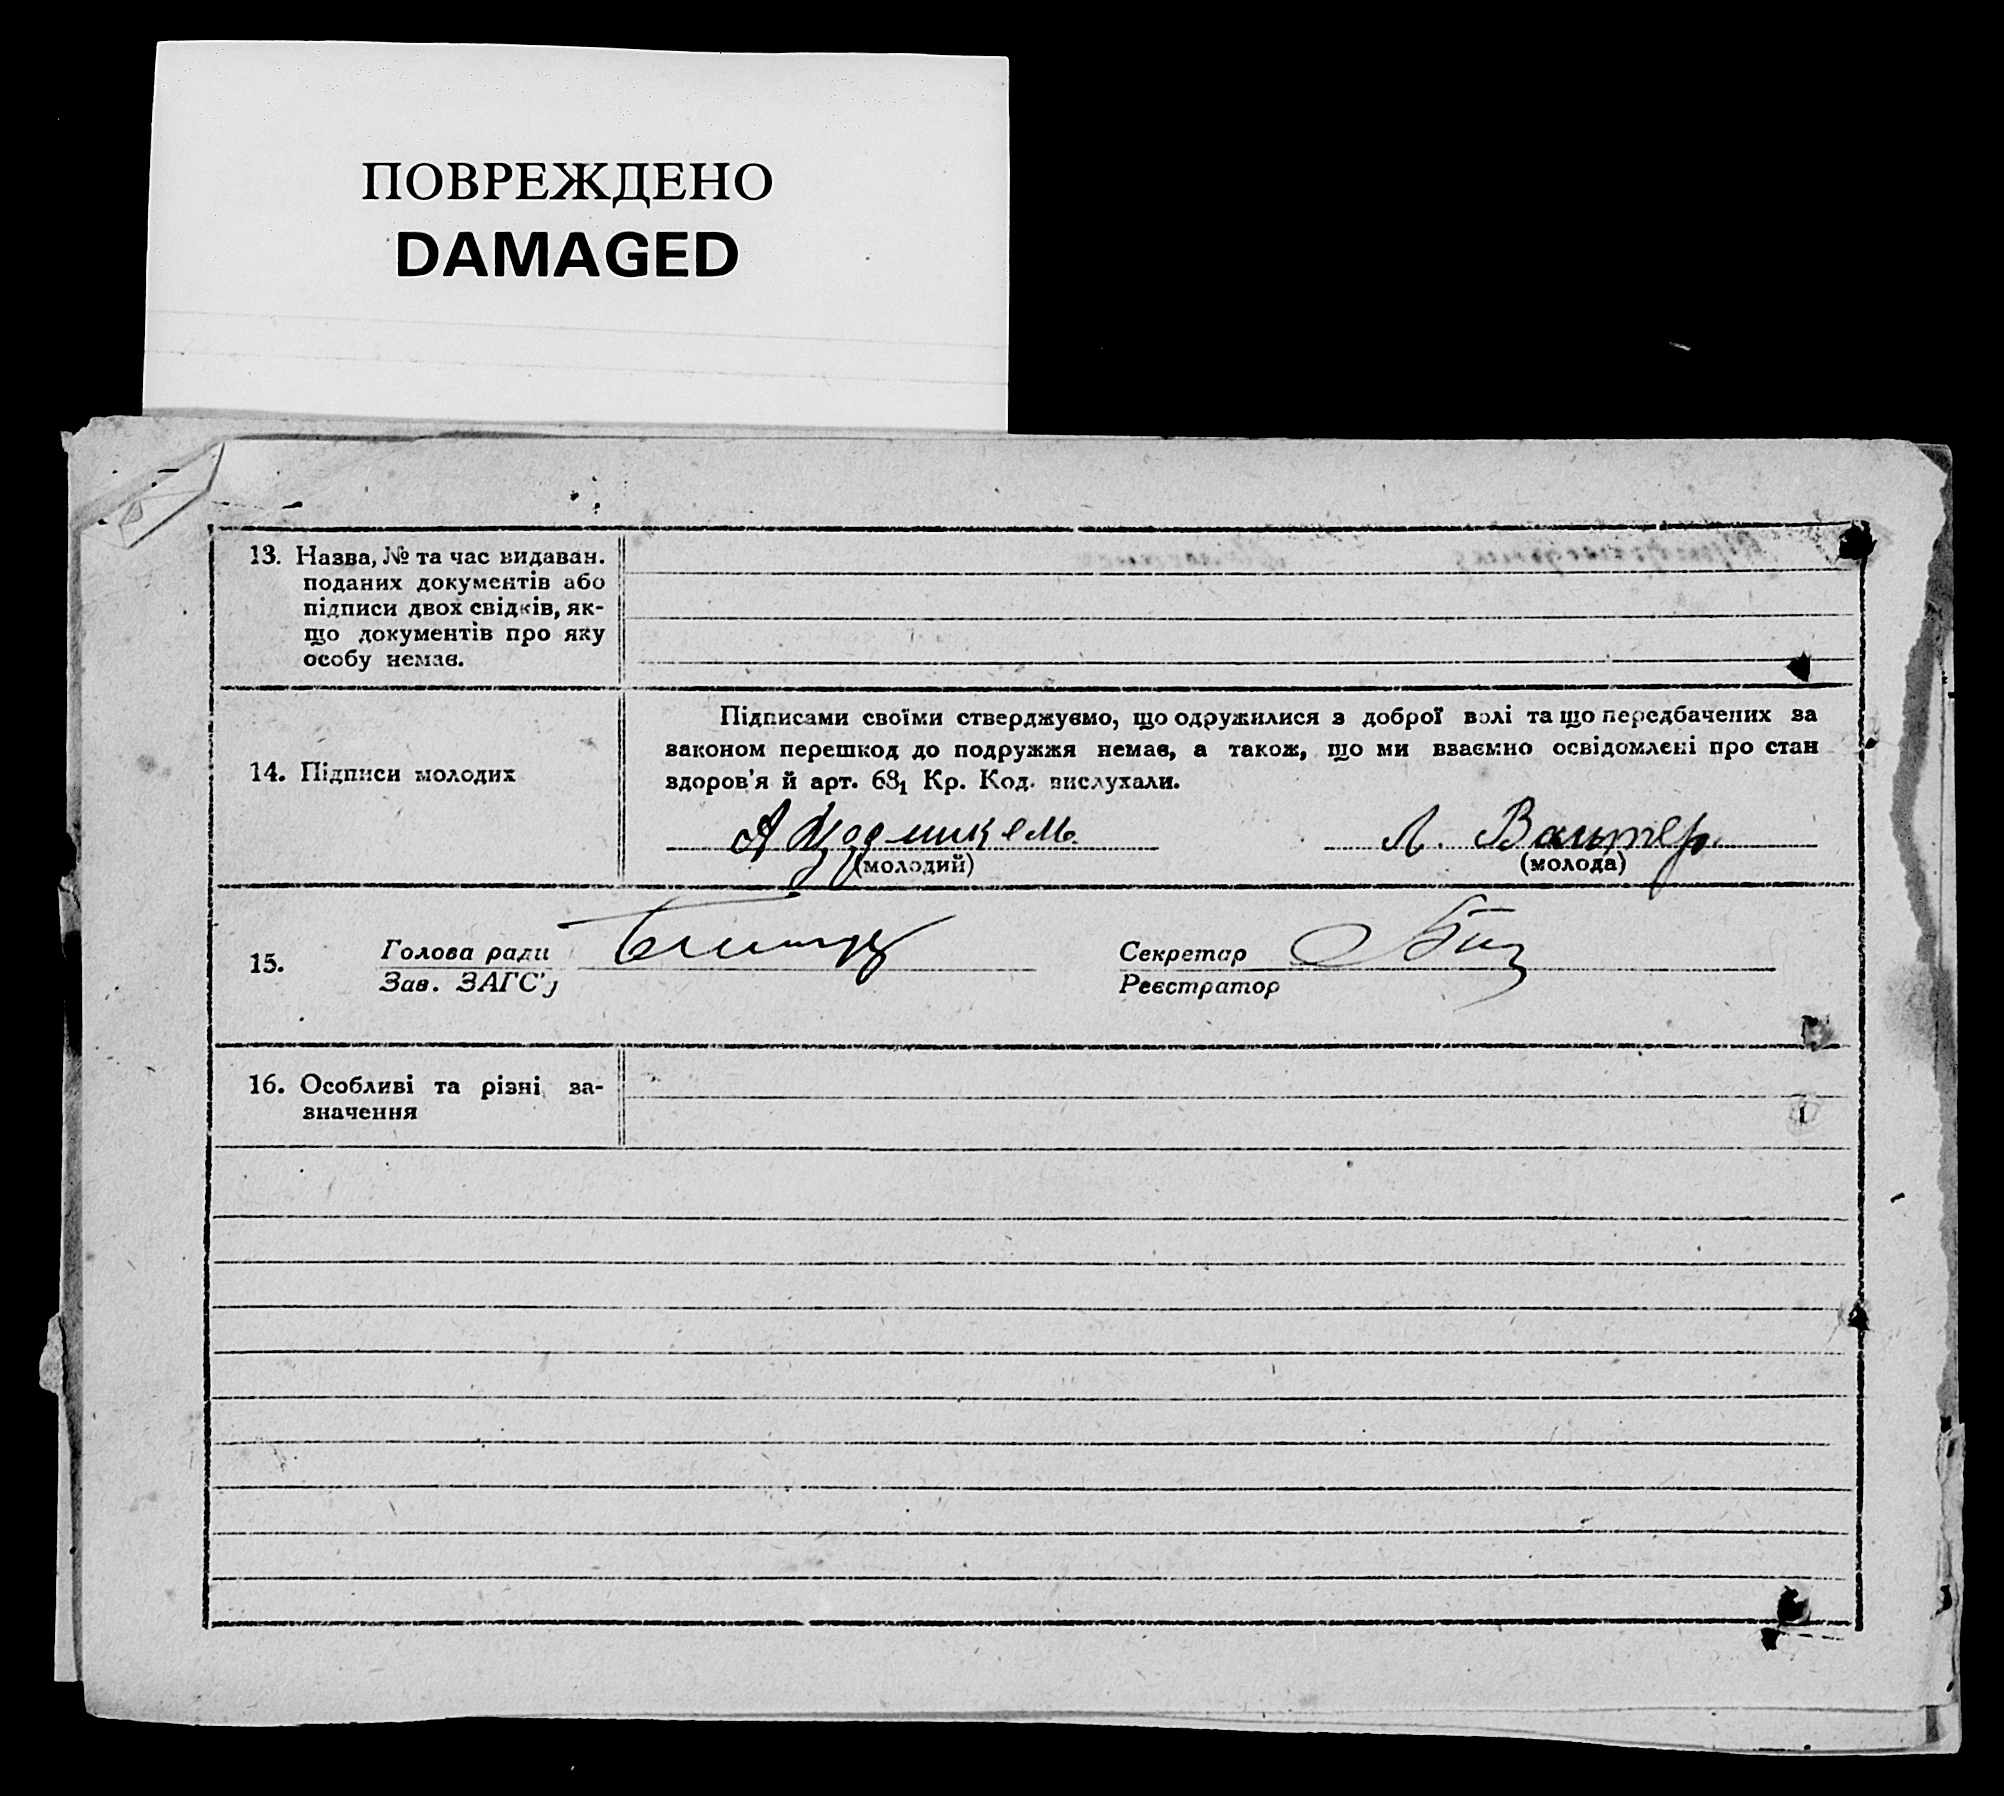 ПОВРЕЖДЕНО
DAMAGED
13. Назва, № та час видаван.
поданих документів або
підписи двох свідків, як-
що документів про яку
особу немає.
14. Підписи молодих
Підписами своїми стверджуємо, що одружилися з доброї волі та що передбачених за
законом перешкод до подружжя немає, а також, що ми взаємно освідомлені про стан
здоров'я й арт. 68₁ Кр. Код. вислухали.
А
Л. Вальтер.
(молодий)
(молода)
15. Голова ради
Зав. ЗАГС'у
Секретар
Реєстратор
16. Особливі та різні за-
значення